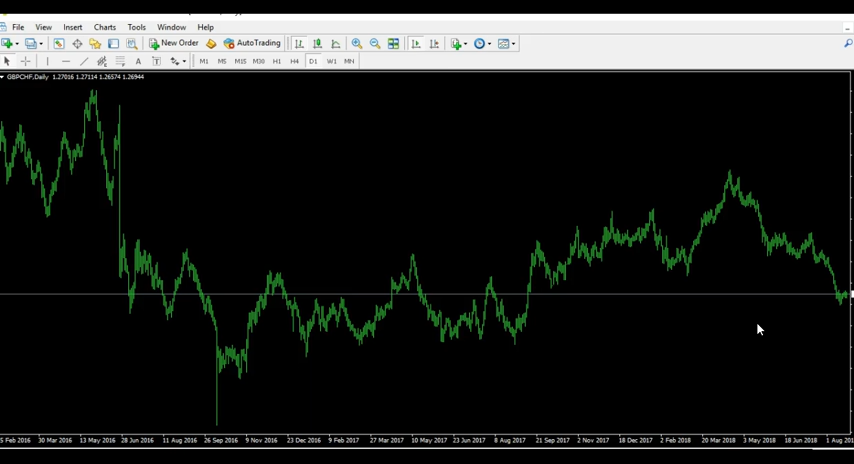 File View Insert Charts Tools Window Help
New Order AutoTrading
A T M1 M5 M15 M30 H1 H4 D1 W1 MN
GBPCHF,Daily 1.27016 1.27114 1.26574 1.26944
5 Feb 2016 30 Mar 2016 13 May 2016 28 Jun 2016 11 Aug 2016 26 Sep 2016 9 Nov 2016 23 Dec 2016 9 Feb 2017 27 Mar 2017 10 May 2017 23 Jun 2017 8 Aug 2017 21 Sep 2017 2 Nov 2017 18 Dec 2017 2 Feb 2018 20 Mar 2018 3 May 2018 18 Jun 2018 1 Aug 201